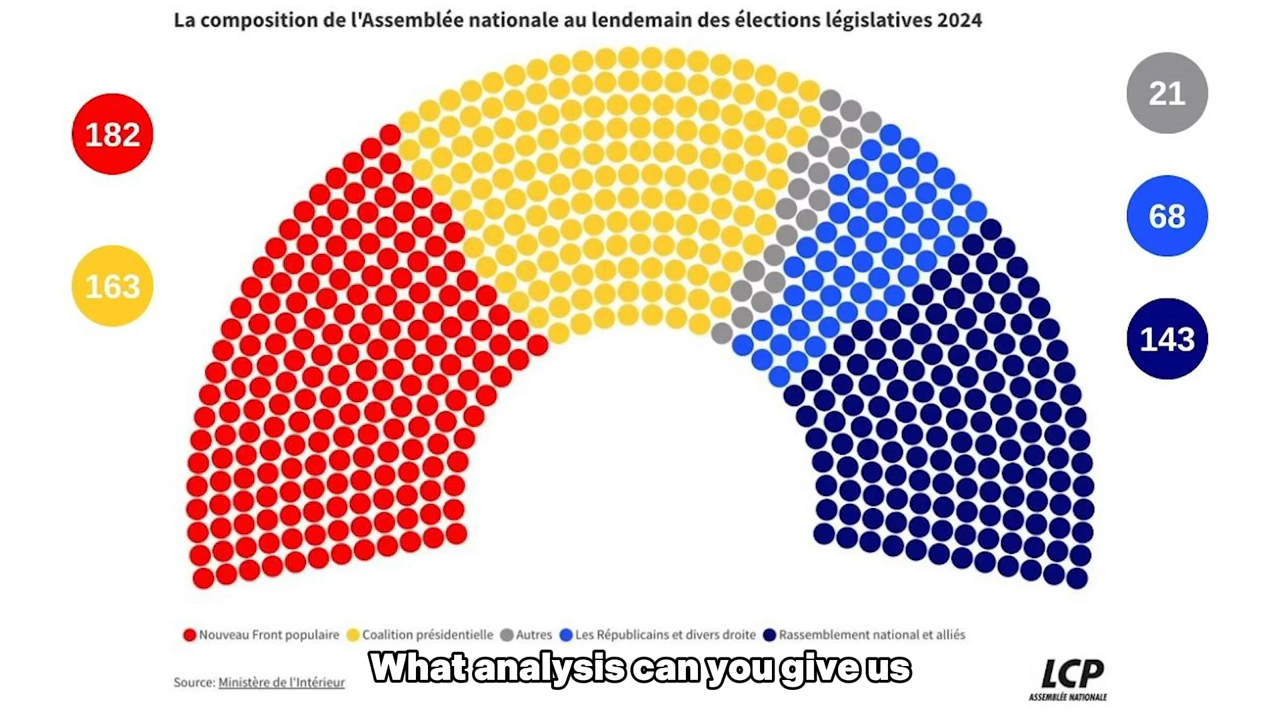 La composition de l'Assemblée nationale au lendemain des élections législatives 2024
182
163
21
68
143
Nouveau Front populaire Coalition présidentielle Autres Les Républicains et divers droite Rassemblement national et alliés
What analysis can you give us
Source: Ministère de l'Intérieur
LCP
ASSEMBLÉE NATIONALE